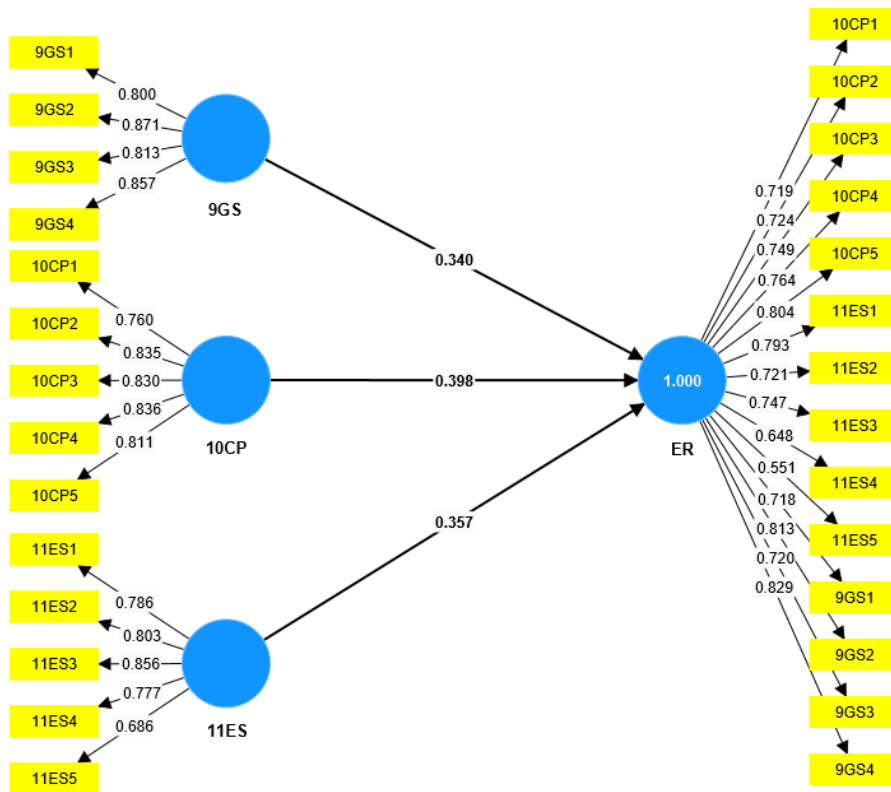 9GS1
9GS2
9GS3
9GS4
0.800
0.871
0.813
0.857
9GS
10CP1
10CP2
10CP3
10CP4
10CP5
0.760
0.835
0.830
0.836
0.811
10CP
11ES1
11ES2
11ES3
11ES4
11ES5
0.786
0.803
0.856
0.777
0.686
11ES
0.340
0.398
0.357
1.000
ER
0.719
0.724
0.749
0.764
0.804
0.793
0.721
0.747
0.648
0.551
0.718
0.813
0.720
0.829
10CP1
10CP2
10CP3
10CP4
10CP5
11ES1
11ES2
11ES3
11ES4
11ES5
9GS1
9GS2
9GS3
9GS4